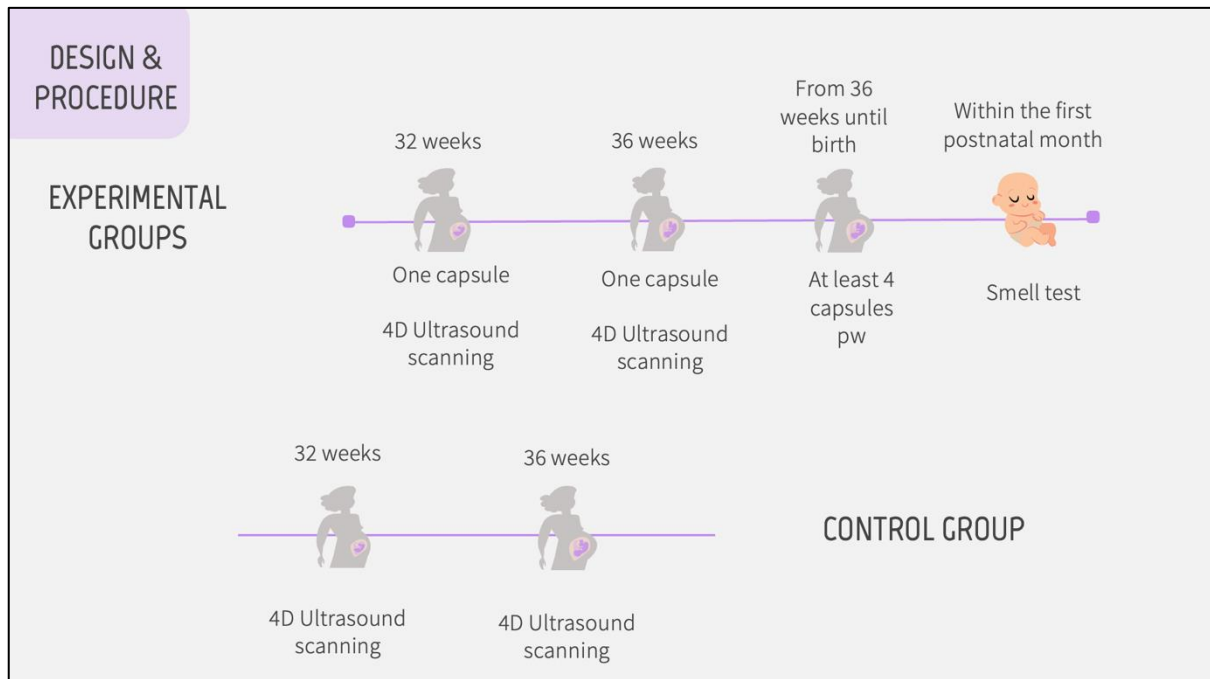 DESIGN &
PROCEDURE
EXPERIMENTAL
GROUPS
32 weeks
One capsule
4D Ultrasound
scanning
36 weeks
One capsule
4D Ultrasound
scanning
From 36
weeks until
birth
At least 4
capsules
pw
Within the first
postnatal month
Smell test
32 weeks
4D Ultrasound
scanning
36 weeks
4D Ultrasound
scanning
CONTROL GROUP